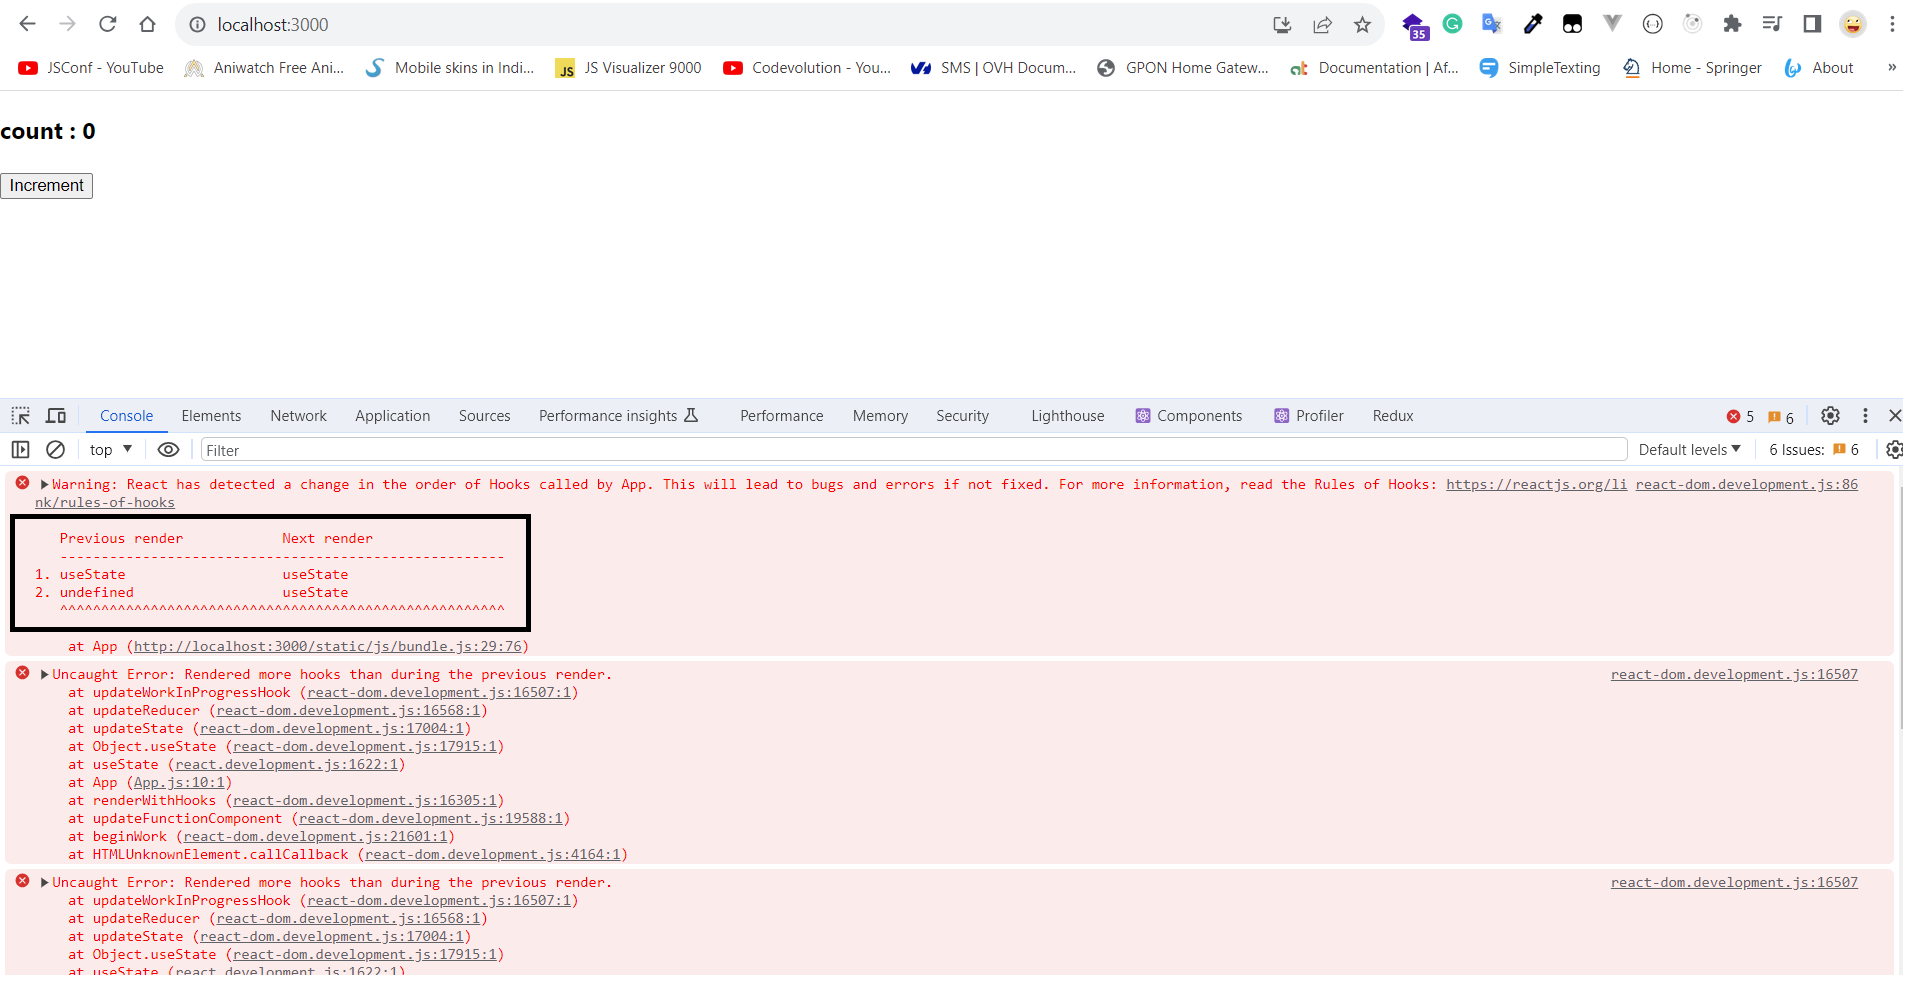 localhost:3000
35
JSConf - YouTube Aniwatch Free Ani... Mobile skins in Indi... JS JS Visualizer 9000 Codevolution - You... SMS | OVH Docum... GPON Home Gatew... at Documentation | Af... SimpleTexting Home - Springer About »
count : 0
Increment
Console Elements Network Application Sources Performance insights Performance Memory Security Lighthouse Components Profiler Redux 5 6
top Filter Default levels 6 Issues: 6
Warning: React has detected a change in the order of Hooks called by App. This will lead to bugs and errors if not fixed. For more information, read the Rules of Hooks: https://reactjs.org/li react-dom.development.js:86
nk/rules-of-hooks
Previous render Next render
------------------------------------------------------
1. useState useState
2. undefined useState
^^^^^^^^^^^^^^^^^^^^^^^^^^^^^^^^^^^^^^^^^^^^^^^^^^^^^^
at App (http://localhost:3000/static/js/bundle.js:29:76)
Uncaught Error: Rendered more hooks than during the previous render. react-dom.development.js:16507
at updateWorkInProgressHook (react-dom.development.js:16507:1)
at updateReducer (react-dom.development.js:16568:1)
at updateState (react-dom.development.js:17004:1)
at Object.useState (react-dom.development.js:17915:1)
at useState (react.development.js:1622:1)
at App (App.js:10:1)
at renderWithHooks (react-dom.development.js:16305:1)
at updateFunctionComponent (react-dom.development.js:19588:1)
at beginWork (react-dom.development.js:21601:1)
at HTMLUnknownElement.callCallback (react-dom.development.js:4164:1)
Uncaught Error: Rendered more hooks than during the previous render. react-dom.development.js:16507
at updateWorkInProgressHook (react-dom.development.js:16507:1)
at updateReducer (react-dom.development.js:16568:1)
at updateState (react-dom.development.js:17004:1)
at Object.useState (react-dom.development.js:17915:1)
at useState (react.development.js:1622:1)